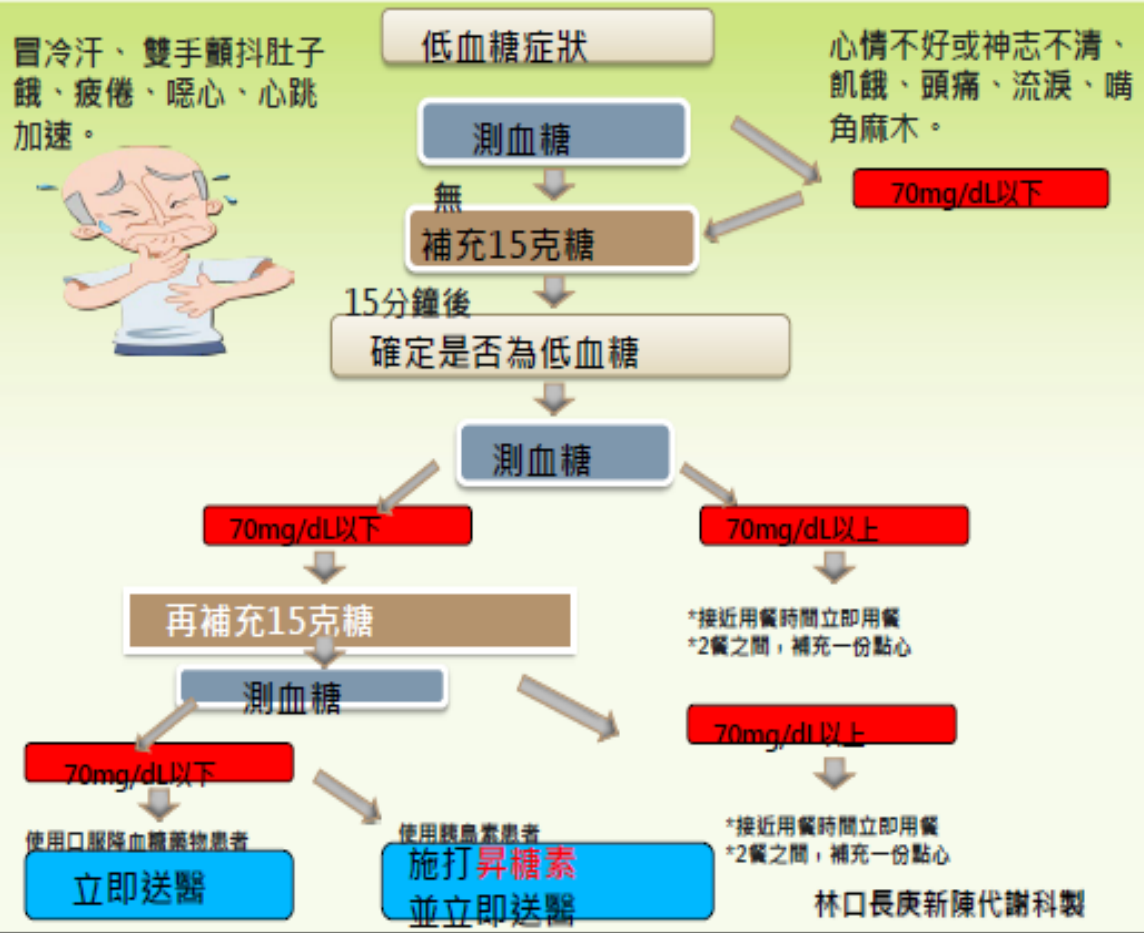 低血糖症狀
冒冷汗、雙手顫抖肚子
餓、疲倦、噁心、心跳
加速。
心情不好或神志不清、
飢餓、頭痛、流淚、嘴
角麻木。
測血糖
70mg/dL以下
無
補充15克糖
15分鐘後
確定是否為低血糖
測血糖
70mg/dL以下
70mg/dL以上
再補充15克糖
*接近用餐時間立即用餐
*2餐之間，補充一份點心
測血糖
70mg/dL以上
70mg/dL以下
使用口服降血糖藥物患者
立即送醫
使用胰島素患者
施打昇糖素
並立即送醫
*接近用餐時間立即用餐
*2餐之間，補充一份點心
林口長庚新陳代謝科製